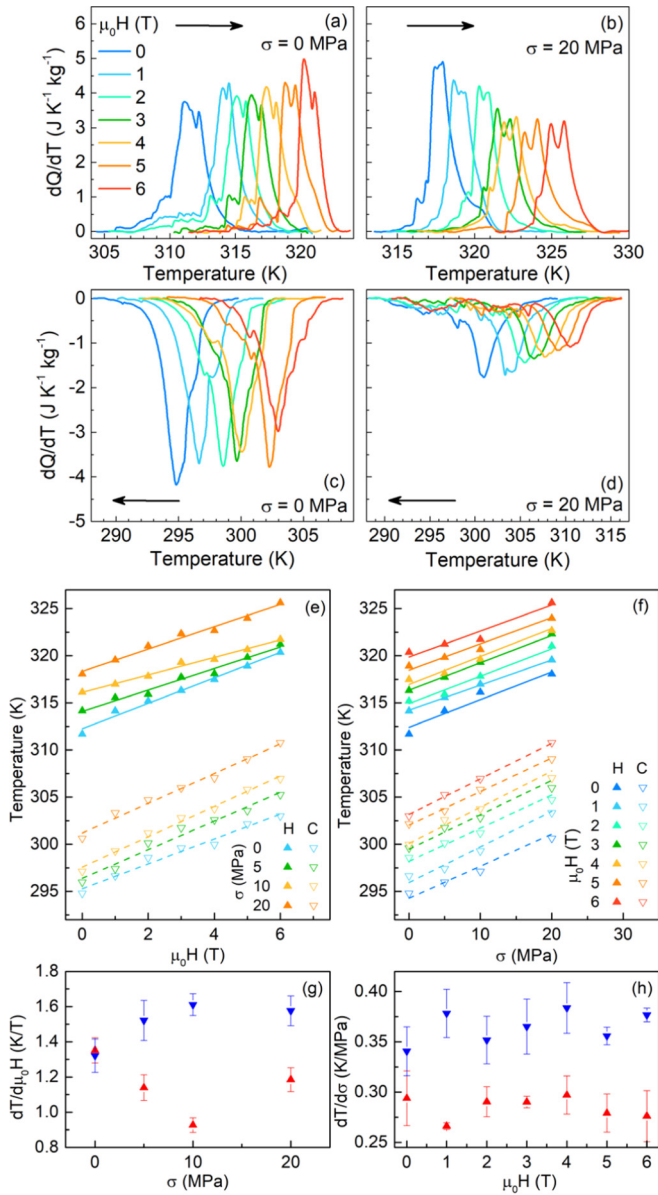 μ₀H (T)
0
1
2
3
4
5
6
(a)
σ = 0 MPa
dQ/dT (J K⁻¹ kg⁻¹)
6
5
4
3
2
1
0
305 310 315 320
Temperature (K)
(b)
σ = 20 MPa
315 320 325 330
Temperature (K)
dQ/dT (J K⁻¹ kg⁻¹)
0
-1
-2
-3
-4
-5
(c)
σ = 0 MPa
290 295 300 305
Temperature (K)
(d)
σ = 20 MPa
290 295 300 305 310 315
Temperature (K)
(e)
Temperature (K)
325
320
315
310
305
300
295
H C
σ (MPa)
0
5
10
20
0 2 4 6
μ₀H (T)
(f)
Temperature (K)
325
320
315
310
305
300
295
H C
μ₀H (T)
0
1
2
3
4
5
6
0 10 20 30
σ (MPa)
(g)
dT/dμ₀H (K/T)
1.8
1.6
1.4
1.2
1.0
0.8
0 10 20
σ (MPa)
(h)
dT/dσ (K/MPa)
0.40
0.35
0.30
0.25
0 1 2 3 4 5 6
μ₀H (T)